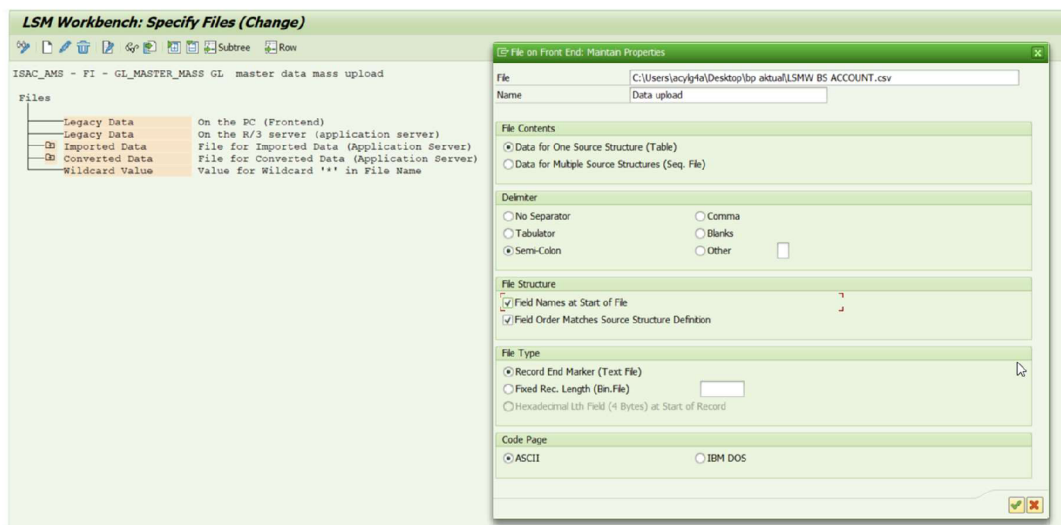 LSM Workbench: Specify Files (Change)
Subtree Row
ISAC_AMS - FI - GL_MASTER_MASS GL master data mass upload
Files
Legacy Data On the PC (Frontend)
Legacy Data On the R/3 server (application server)
Imported Data File for Imported Data (Application Server)
Converted Data File for Converted Data (Application Server)
Wildcard Value Value for Wildcard '*' in File Name
File on Front End: Maintain Properties
File C:\Users\acylg4a\Desktop\bp aktual\LSMW BS ACCOUNT.csv
Name Data upload
File Contents
Data for One Source Structure (Table)
Data for Multiple Source Structures (Seq. File)
Delimiter
No Separator Comma
Tabulator Blanks
Semi-Colon Other
File Structure
Field Names at Start of File
Field Order Matches Source Structure Definition
File Type
Record End Marker (Text File)
Fixed Rec. Length (Bin.File)
Hexadecimal Lth Field (4 Bytes) at Start of Record
Code Page
ASCII IBM DOS